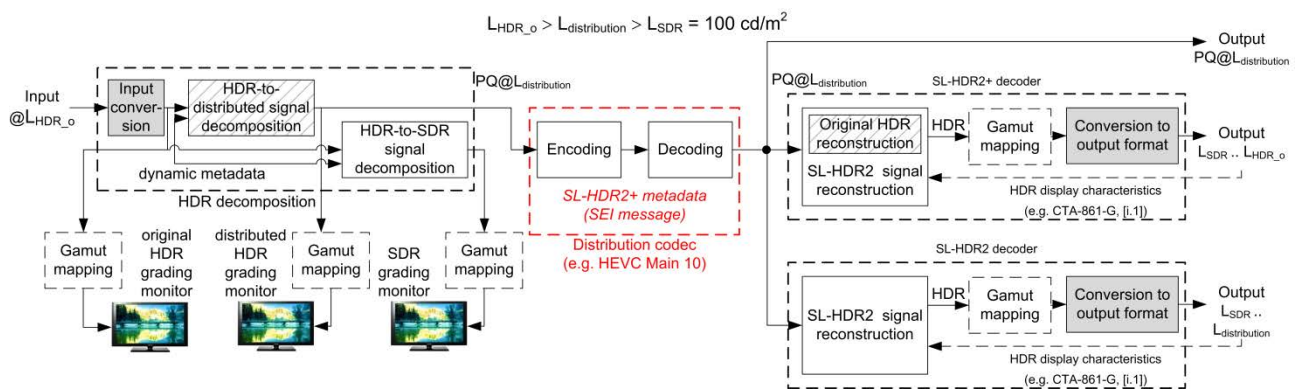 L_HDR_o > L_distribution > L_SDR = 100 cd/m²
Input
@L_HDR_o
Input
conver-
sion
HDR-to-
distributed signal
decomposition
HDR-to-SDR
signal
decomposition
dynamic metadata
HDR decomposition
PQ@L_distribution
Gamut
mapping
original
HDR
grading
monitor
distributed
HDR
grading
monitor
Gamut
mapping
SDR
grading
monitor
Gamut
mapping
Encoding
Decoding
SL-HDR2+ metadata
(SEI message)
Distribution codec
(e.g. HEVC Main 10)
Output
PQ@L_distribution
PQ@L_distribution
SL-HDR2+ decoder
Original HDR
reconstruction
SL-HDR2 signal
reconstruction
HDR
Gamut
mapping
Conversion to
output format
Output
L_SDR .. L_HDR_o
HDR display characteristics
(e.g. CTA-861-G, [i.1])
SL-HDR2 decoder
SL-HDR2 signal
reconstruction
HDR
Gamut
mapping
Conversion to
output format
Output
L_SDR ..
L_distribution
HDR display characteristics
(e.g. CTA-861-G, [i.1])